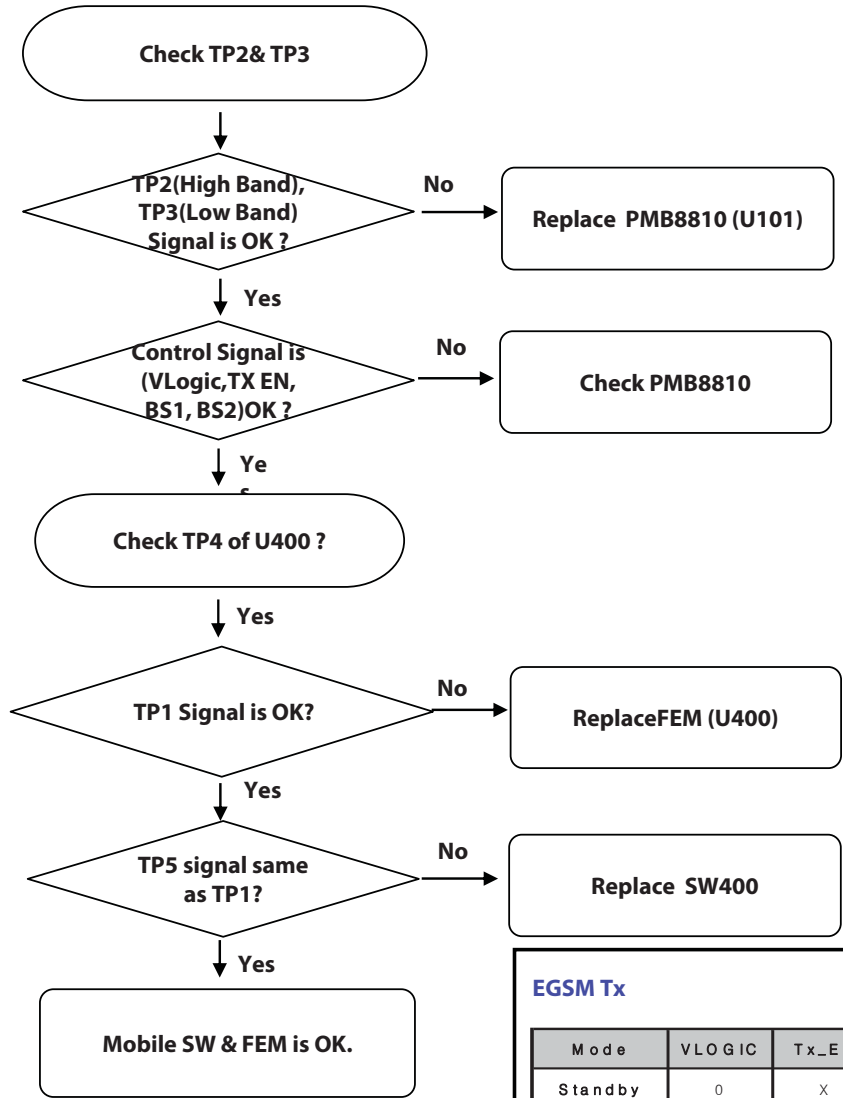 Check TP2& TP3
TP2(High Band),
TP3(Low Band)
Signal is OK ?
No
Replace PMB8810 (U101)
Yes
Control Signal is
(VLogic,TX EN,
BS1, BS2)OK ?
No
Check PMB8810
Ye
Check TP4 of U400 ?
Yes
TP1 Signal is OK?
No
ReplaceFEM (U400)
Yes
TP5 signal same
as TP1?
No
Replace SW400
Yes
Mobile SW & FEM is OK.
EGSM Tx
Mode VLOGIC Tx_E
Standby 0 X